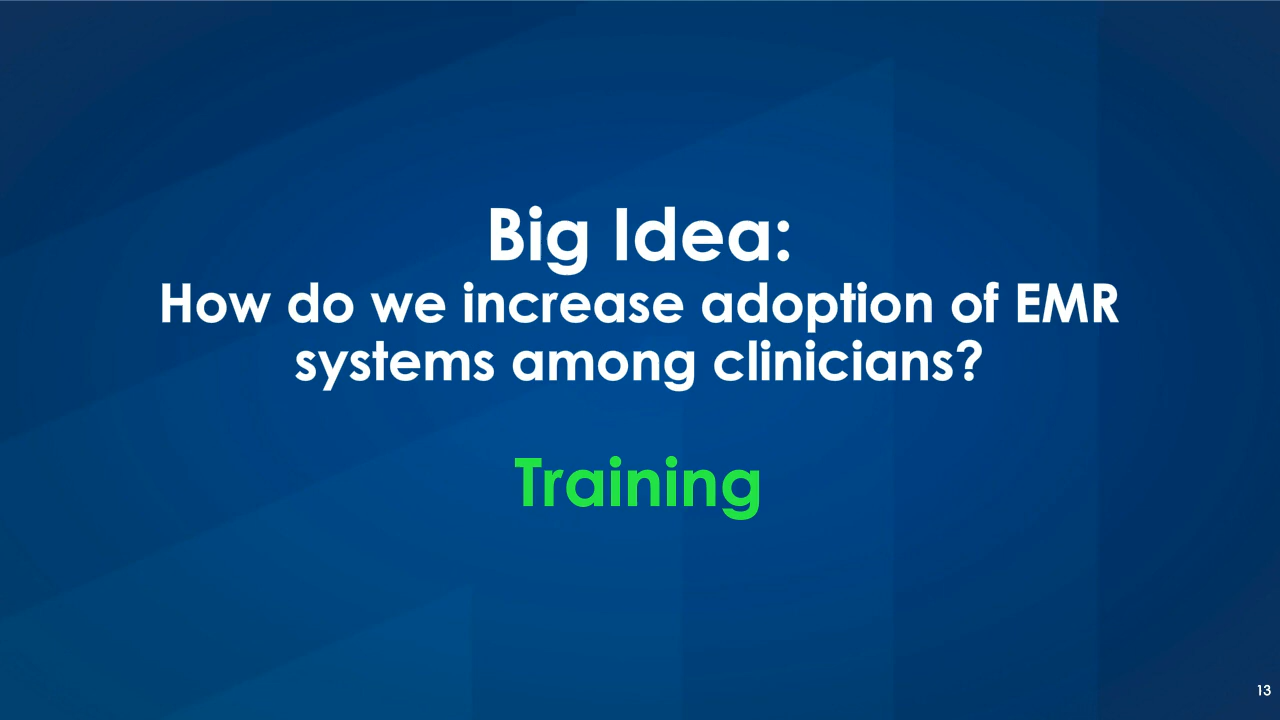 Big Idea:
How do we increase adoption of EMR
systems among clinicians?
Training
13